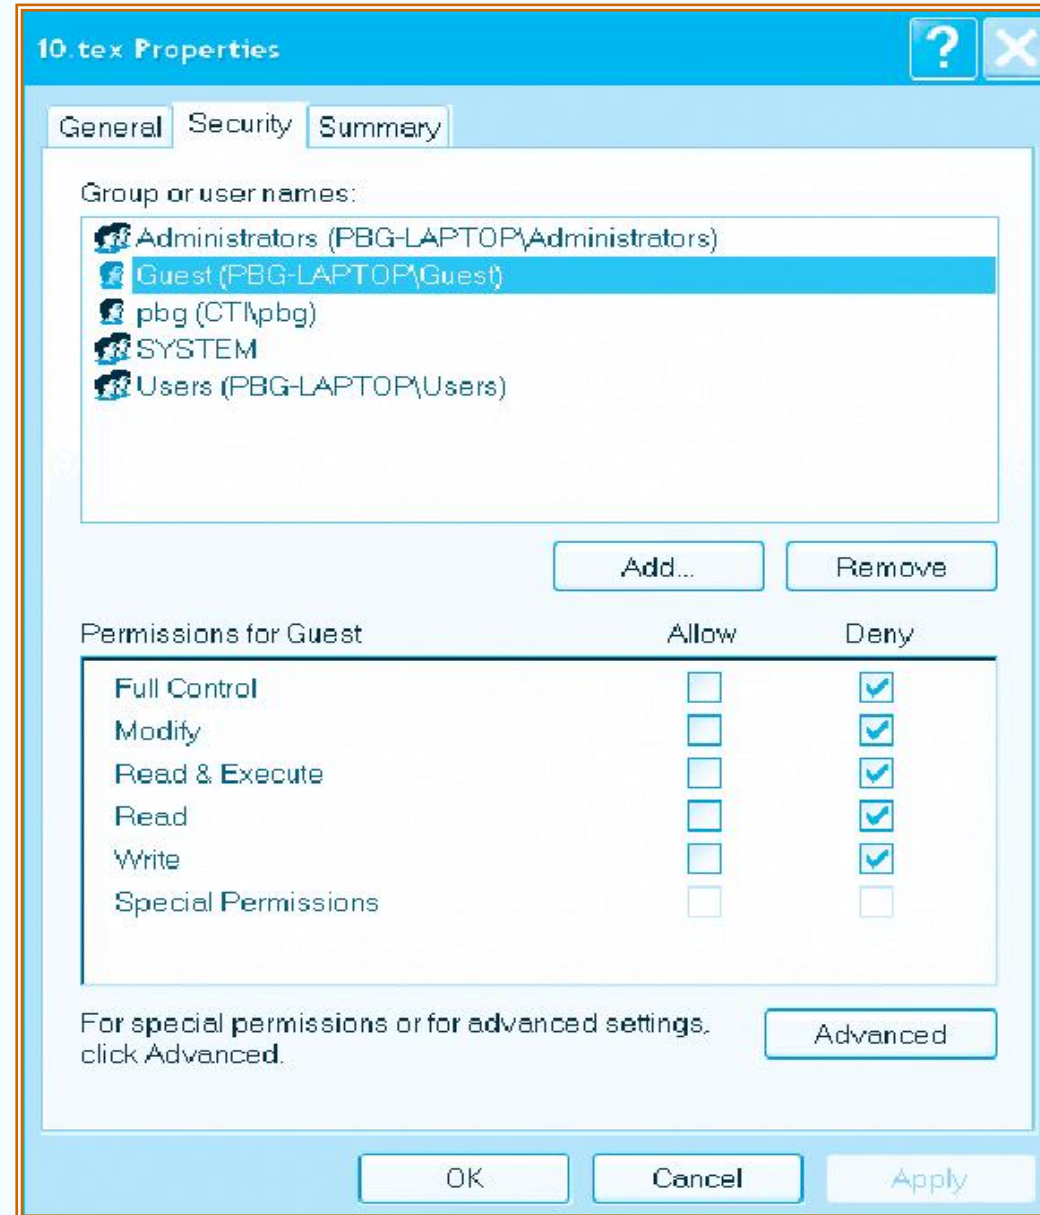 10.tex Properties
?
General Security Summary
Group or user names:
Administrators (PBG-LAPTOP\Administrators)
Guest (PBG-LAPTOP\Guest)
pbg (CTI\pbg)
SYSTEM
Users (PBG-LAPTOP\Users)
Add... Remove
Permissions for Guest Allow Deny
Full Control
Modify
Read & Execute
Read
Write
Special Permissions
For special permissions or for advanced settings,
click Advanced.
Advanced
OK Cancel Apply